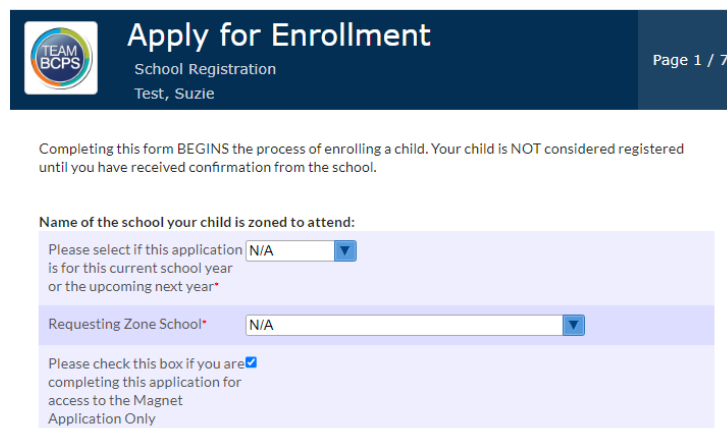 TEAM
BCPS
Apply for Enrollment
School Registration
Test, Suzie
Page 1 / 7
Completing this form BEGINS the process of enrolling a child. Your child is NOT considered registered
until you have received confirmation from the school.
Name of the school your child is zoned to attend:
Please select if this application N/A
is for this current school year
or the upcoming next year*
Requesting Zone School* N/A
Please check this box if you are
completing this application for
access to the Magnet
Application Only